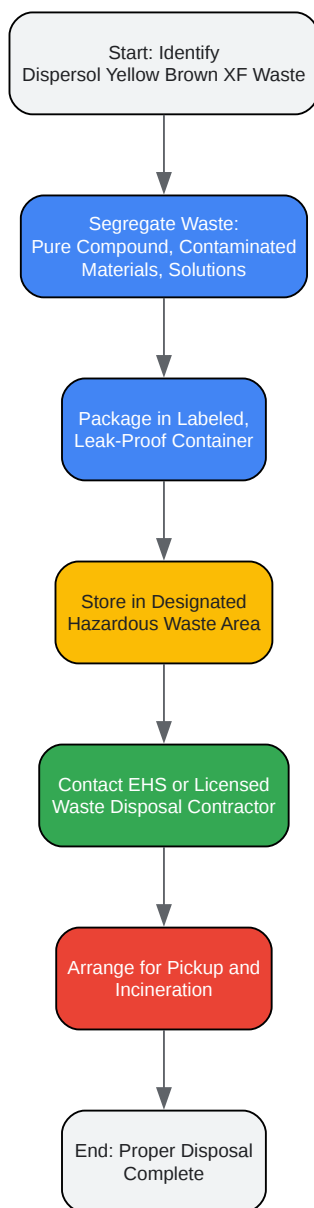 Start: Identify
Dispersol Yellow Brown XF Waste
Segregate Waste:
Pure Compound, Contaminated
Materials, Solutions
Package in Labeled,
Leak-Proof Container
Store in Designated
Hazardous Waste Area
Contact EHS or Licensed
Waste Disposal Contractor
Arrange for Pickup and
Incineration
End: Proper Disposal
Complete